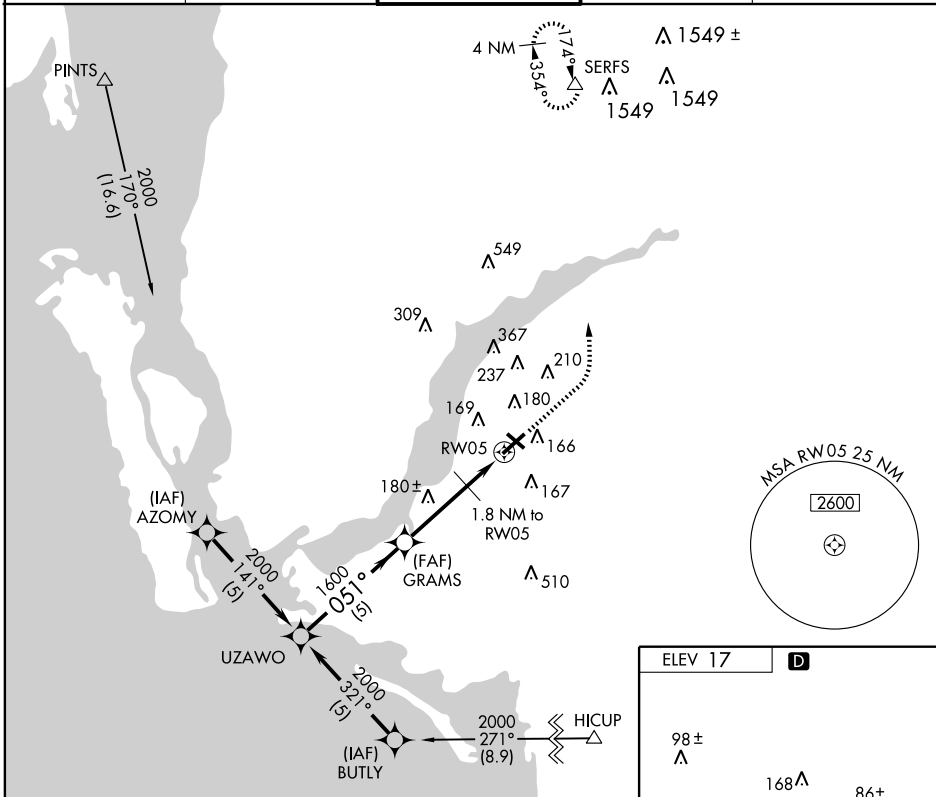 PINTS
2000
170°
(16.6)
4 NM
174°
354°
SERFS
1549 ±
1549
1549
549
309
367
237
210
180
169
RW05
166
180±
167
1.8 NM to
RW05
(IAF)
AZOMY
2000
141°
(5)
(FAF)
GRAMS
1600
051°
(5)
510
UZAWO
2000
321°
(5)
(IAF)
BUTLY
2000
271°
(8.9)
HICUP
MSA RW05 25 NM
2600
ELEV 17
D
98±
168
86±